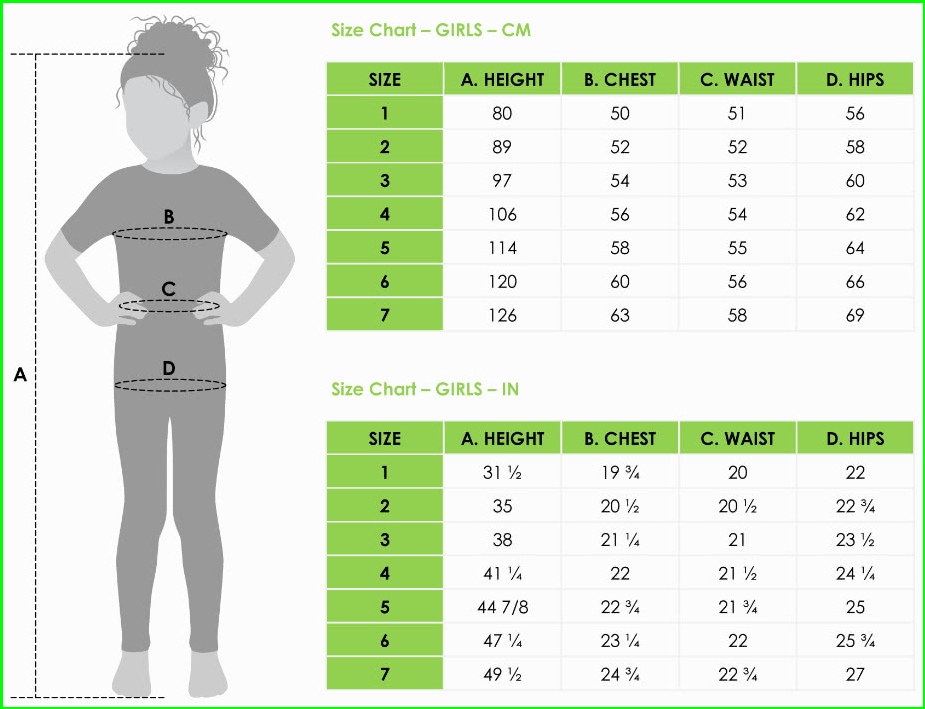 Size Chart – GIRLS – CM
SIZE A. HEIGHT B. CHEST C. WAIST D. HIPS
1 80 50 51 56
2 89 52 52 58
3 97 54 53 60
4 106 56 54 62
5 114 58 55 64
6 120 60 56 66
7 126 63 58 69
B
C
D
A
Size Chart – GIRLS – IN
SIZE A. HEIGHT B. CHEST C. WAIST D. HIPS
1 31 ½ 19 ¾ 20 22
2 35 20 ½ 20 ½ 22 ¾
3 38 21 ¼ 21 23 ½
4 41 ¼ 22 21 ½ 24 ¼
5 44 7/8 22 ¾ 21 ¾ 25
6 47 ¼ 23 ¼ 22 25 ¾
7 49 ½ 24 ¾ 22 ¾ 27